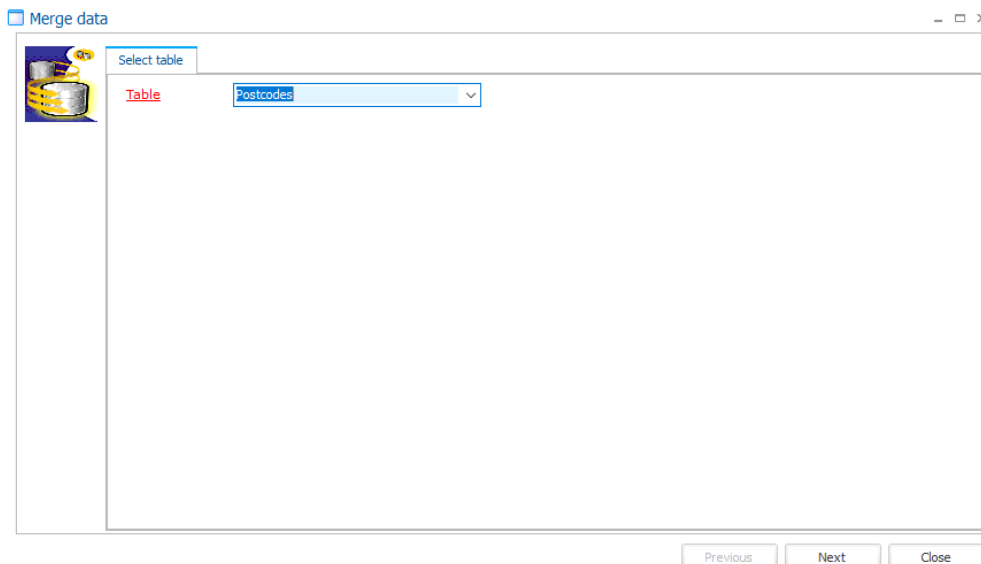 Merge data
Select table
Table Postcodes
Previous Next Close